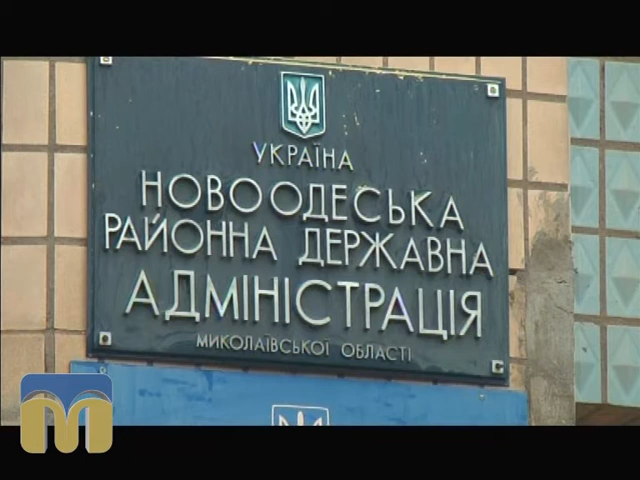 УКРАЇНА
НОВООДЕСЬКА
РАЙОННА ДЕРЖАВНА
АДМІНІСТРАЦІЯ
МИКОЛАЇВСЬКОЇ ОБЛАСТІ
М